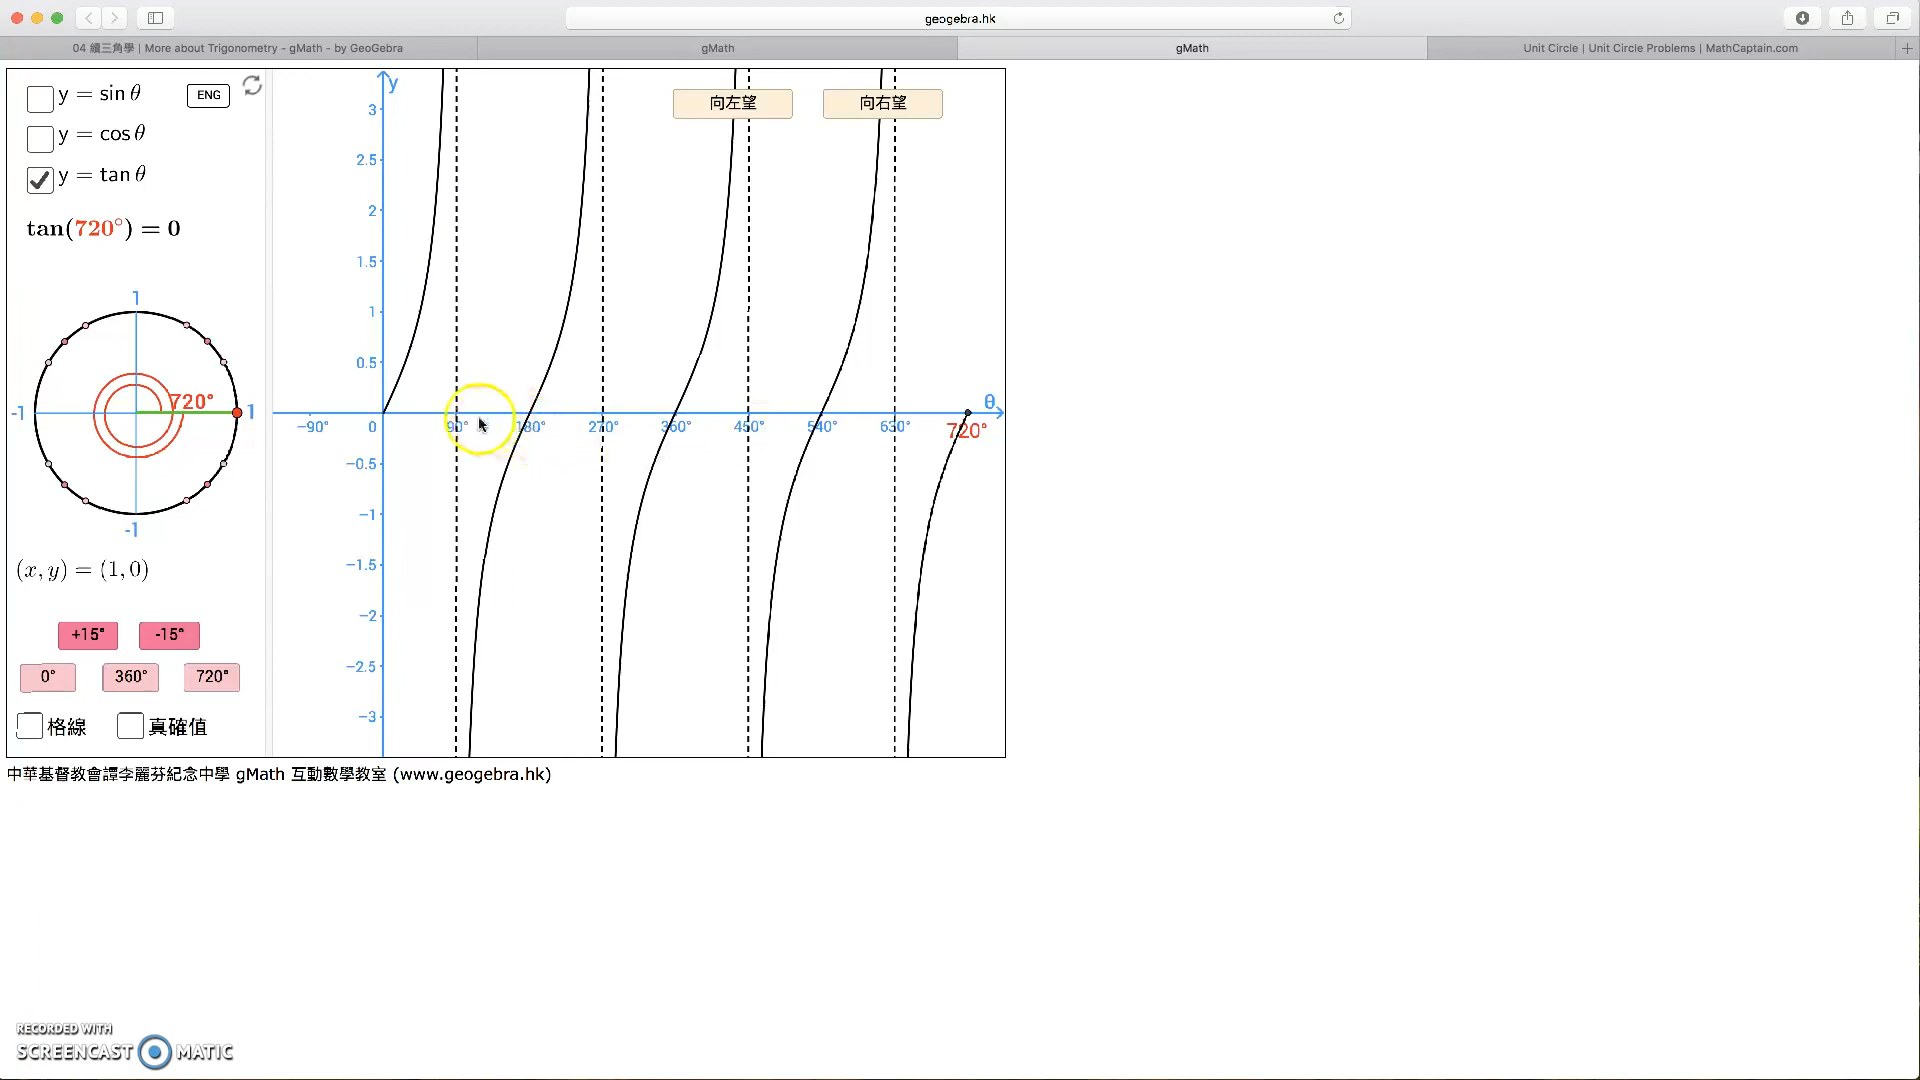 geogebra.hk
04 續三角學 | More about Trigonometry - gMath - by GeoGebra
gMath
gMath
Unit Circle | Unit Circle Problems | MathCaptain.com
y = sin θ
ENG
y = cos θ
y = tan θ
tan(720°) = 0
1
720°
-1
1
-1
(x, y) = (1, 0)
+15°
-15°
0°
360°
720°
格線
真確值
y
向左望
向右望
3
2.5
2
1.5
1
0.5
θ
−90°
0
90°
180°
270°
360°
450°
540°
630°
720°
−0.5
−1
−1.5
−2
−2.5
−3
中華基督教會譚李麗芬紀念中學 gMath 互動數學教室 (www.geogebra.hk)
RECORDED WITH
SCREENCAST MATIC